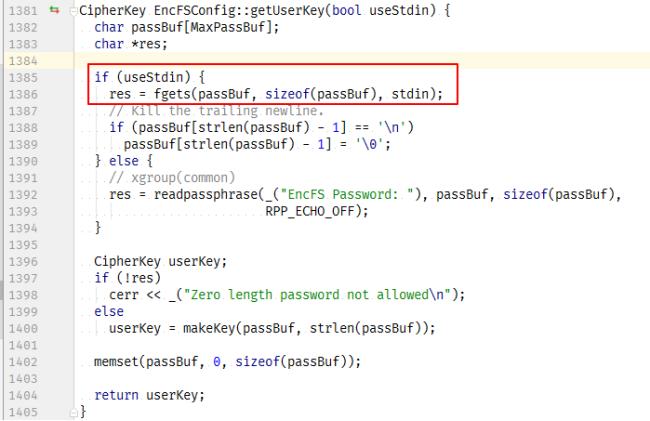 1381 CipherKey EncFSConfig::getUserKey(bool useStdin) {
1382   char passBuf[MaxPassBuf];
1383   char *res;
1384
1385   if (useStdin) {
1386     res = fgets(passBuf, sizeof(passBuf), stdin);
1387     // Kill the trailing newline.
1388     if (passBuf[strlen(passBuf) - 1] == '\n')
1389       passBuf[strlen(passBuf) - 1] = '\0';
1390   } else {
1391     // xgroup(common)
1392     res = readpassphrase(_("EncFS Password: "), passBuf, sizeof(passBuf),
1393                          RPP_ECHO_OFF);
1394   }
1395
1396   CipherKey userKey;
1397   if (!res)
1398     cerr << _("Zero length password not allowed\n");
1399   else
1400     userKey = makeKey(passBuf, strlen(passBuf));
1401
1402   memset(passBuf, 0, sizeof(passBuf));
1403
1404   return userKey;
1405 }